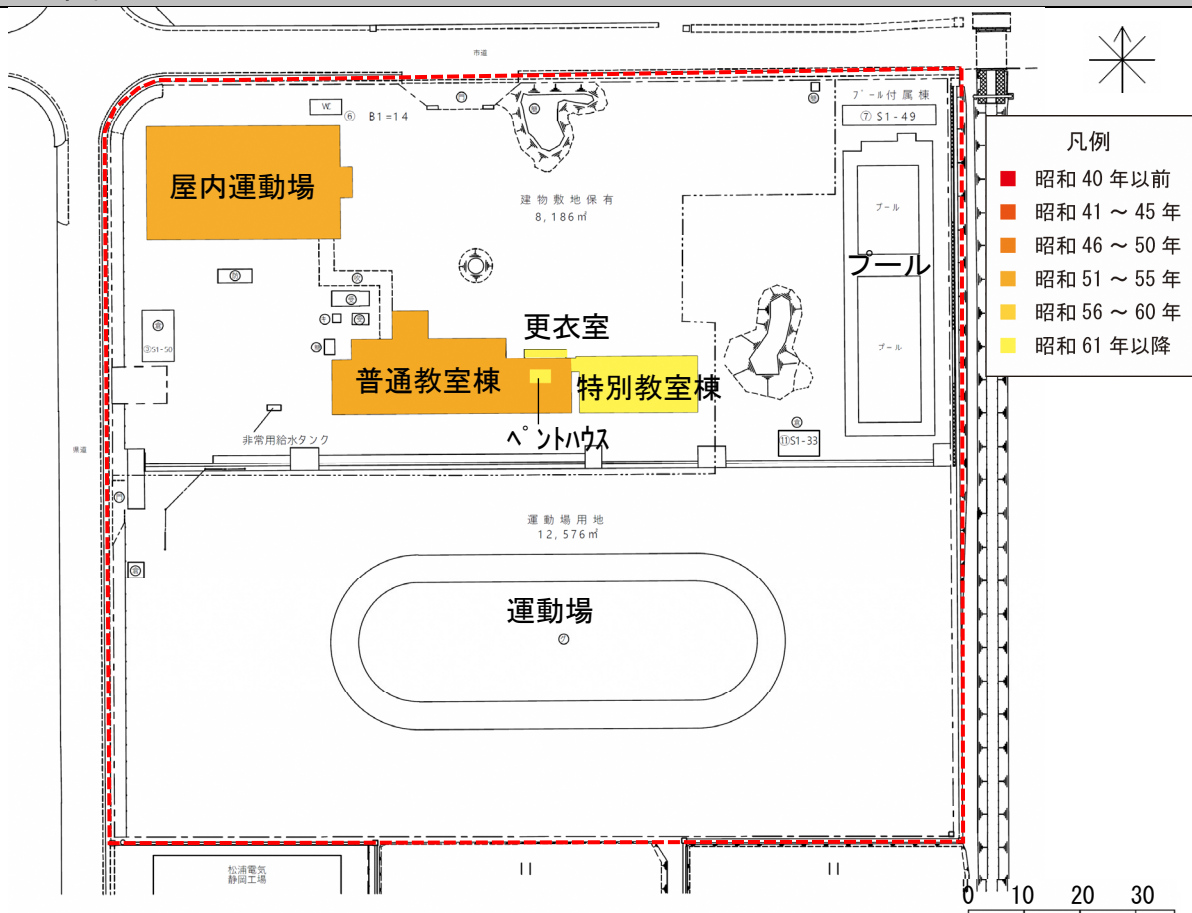 市道
WC
⑥ B1=14
門
プール付属棟
⑦ S1-49
凡例
昭和 40 年以前
昭和 41 ～ 45 年
昭和 46 ～ 50 年
昭和 51 ～ 55 年
昭和 56 ～ 60 年
昭和 61 年以降
屋内運動場
建物敷地保有
8,186㎡
プール
プール
プール
倉
③S1-50
更衣室
普通教室棟
特別教室棟
ペントハウス
非常用給水タンク
倉
⑪S1-33
県道
門
運動場用地
12,576㎡
運動場
松浦電気
静岡工場
0 10 20 30